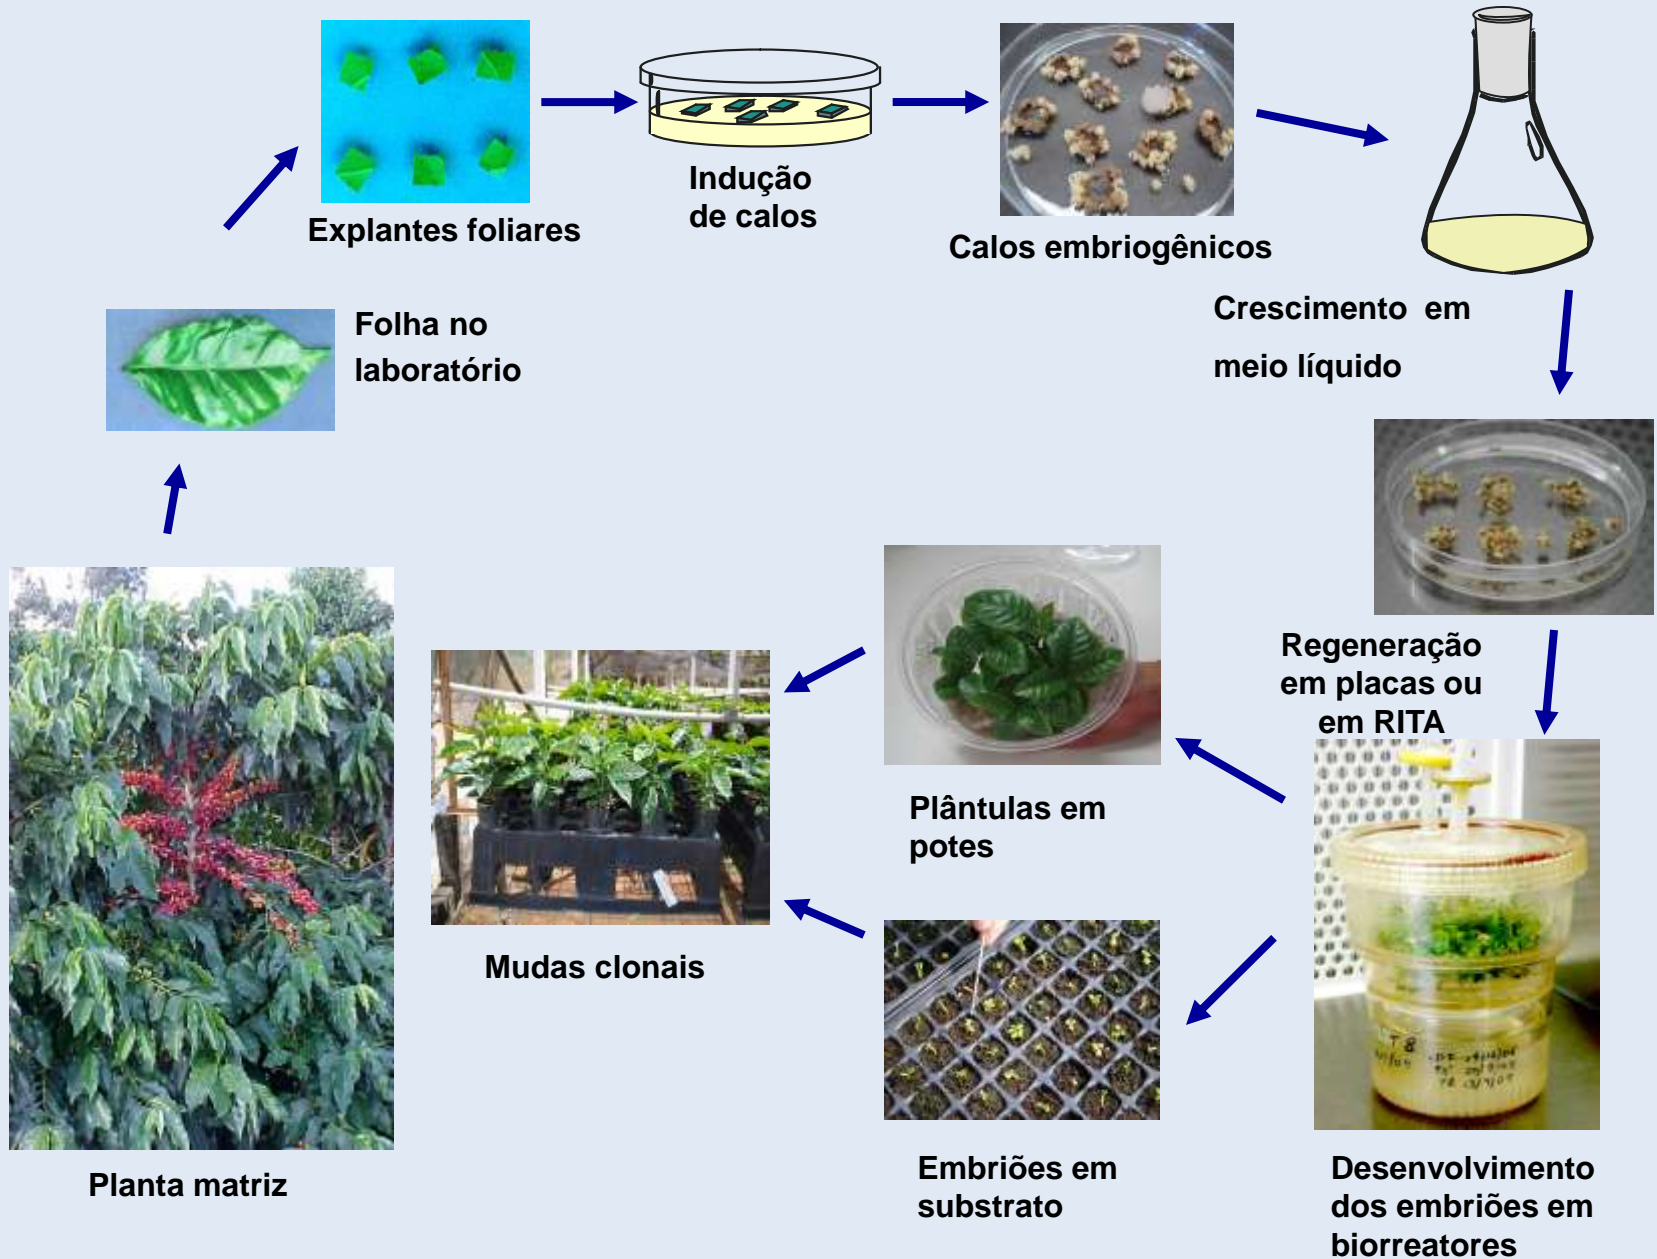 Explantes foliares
Indução
de calos
Calos embriogênicos
Crescimento em
meio líquido
Folha no
laboratório
Regeneração
em placas ou
em RITA
Plântulas em
potes
Mudas clonais
Planta matriz
Embriões em
substrato
Desenvolvimento
dos embriões em
biorreatores